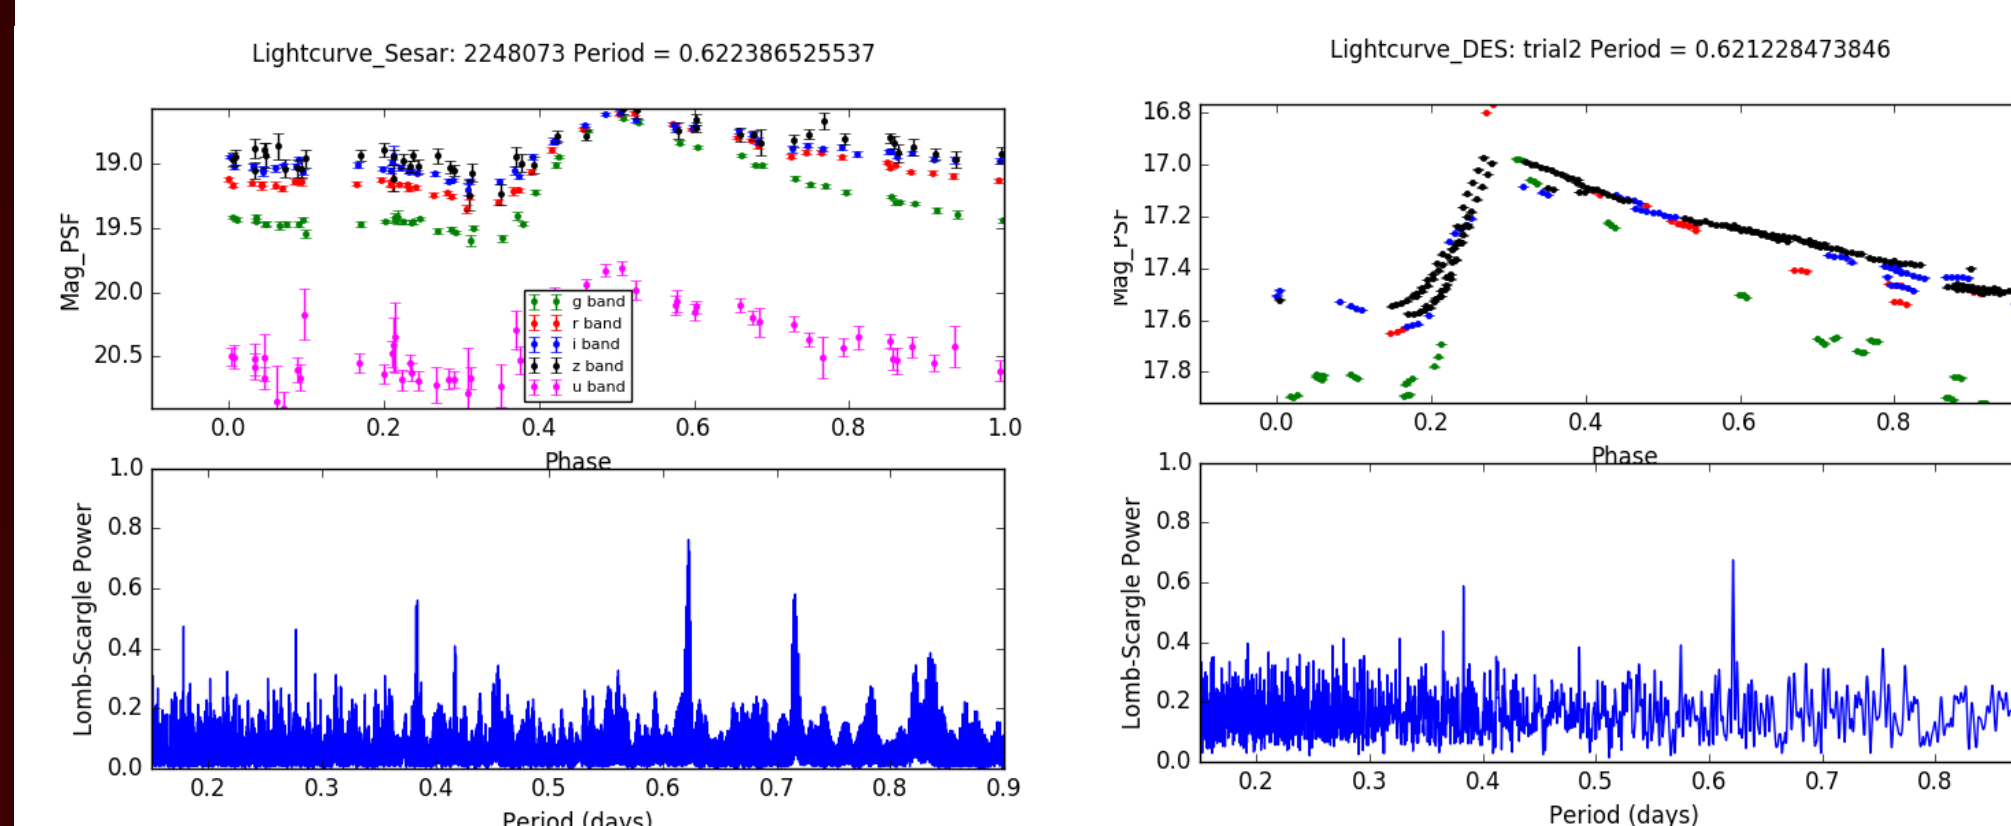 Lightcurve_Sesar: 2248073 Period = 0.622386525537
19.0
19.5
20.0
20.5
Mag_PSF
g band
r band
i band
z band
u band
0.0 0.2 0.4 0.6 0.8 1.0
Phase
1.0
0.8
0.6
0.4
0.2
0.0
Lomb-Scargle Power
0.2 0.3 0.4 0.5 0.6 0.7 0.8 0.9
Period (days)
Lightcurve_DES: trial2 Period = 0.621228473846
16.8
17.0
17.2
17.4
17.6
17.8
Mag_PSF
0.0 0.2 0.4 0.6 0.8
Phase
1.0
0.8
0.6
0.4
0.2
0.0
Lomb-Scargle Power
0.2 0.3 0.4 0.5 0.6 0.7 0.8
Period (days)